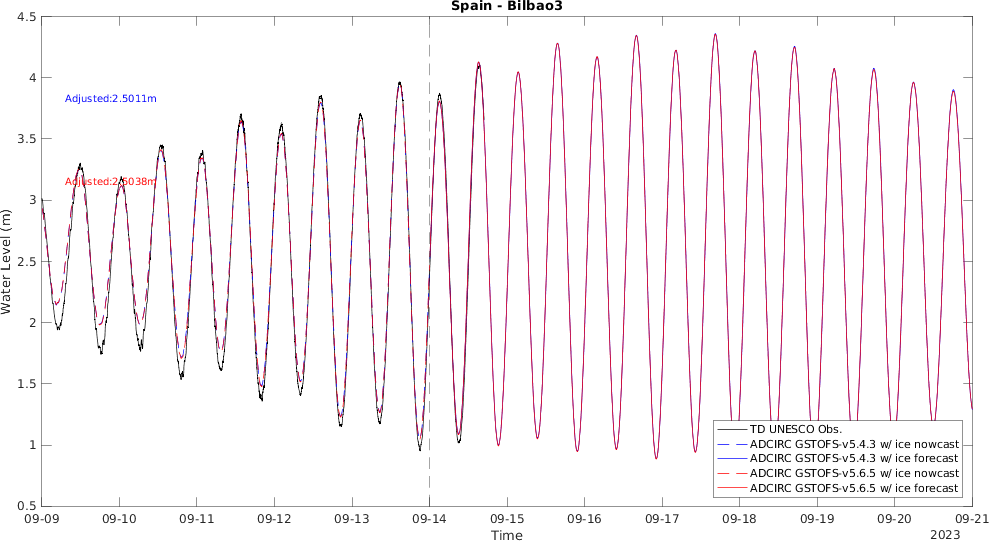 Spain - Bilbao3
4.5
4
3.5
3
2.5
2
1.5
1
0.5
Water Level (m)
Adjusted:2.5011m
Adjusted:2.5038m
TD UNESCO Obs.
ADCIRC GSTOFS-v5.4.3 w/ ice nowcast
ADCIRC GSTOFS-v5.4.3 w/ ice forecast
ADCIRC GSTOFS-v5.6.5 w/ ice nowcast
ADCIRC GSTOFS-v5.6.5 w/ ice forecast
09-09 09-10 09-11 09-12 09-13 09-14 09-15 09-16 09-17 09-18 09-19 09-20 09-21
Time
2023